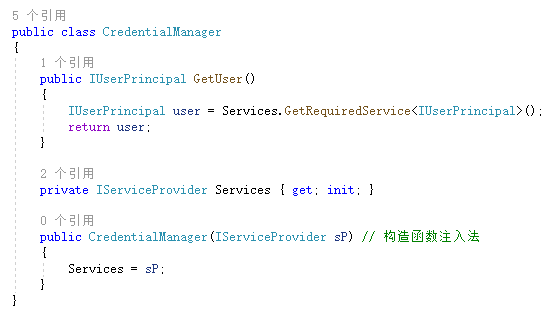 5 个引用
public class CredentialManager
{
1 个引用
public IUserPrincipal GetUser()
{
IUserPrincipal user = Services.GetRequiredService<IUserPrincipal>();
return user;
}
2 个引用
private IServiceProvider Services { get; init; }
0 个引用
public CredentialManager(IServiceProvider sP) // 构造函数注入法
{
Services = sP;
}
}